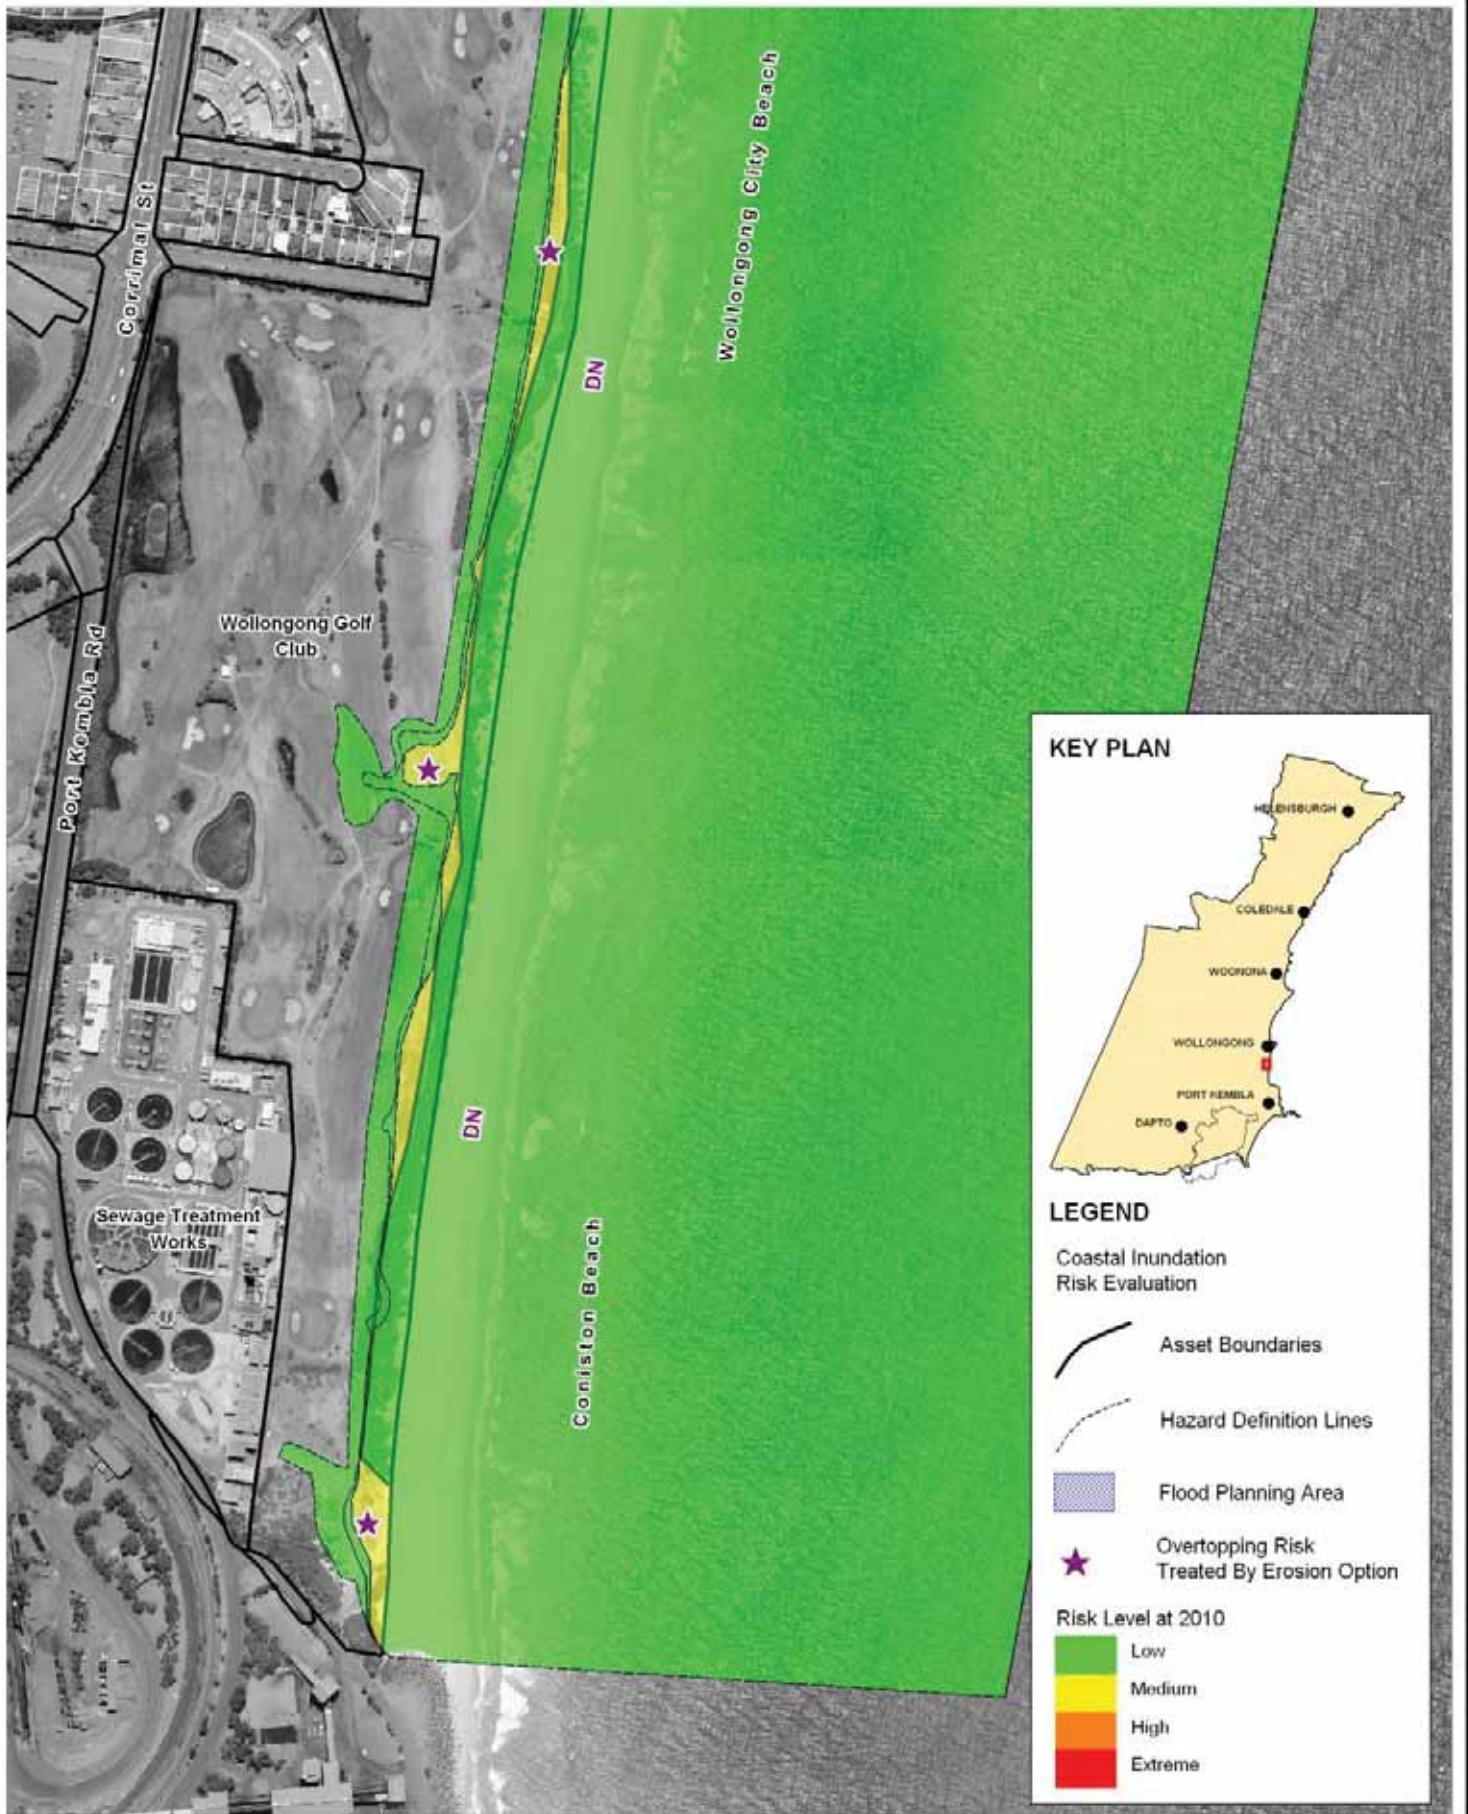 Wollongong City Beach
Corrimal St
DN
Wollongong Golf
Club
Port Kembla Rd
KEY PLAN
HELENSBURGH
COLEDALE
WOONONA
WOLLONGONG
PORT KEMBLA
DAPTO
DN
Sewage Treatment
Works
Coniston Beach
LEGEND
Coastal Inundation
Risk Evaluation
Asset Boundaries
Hazard Definition Lines
Flood Planning Area
Overtopping Risk
Treated By Erosion Option
Risk Level at 2010
Low
Medium
High
Extreme